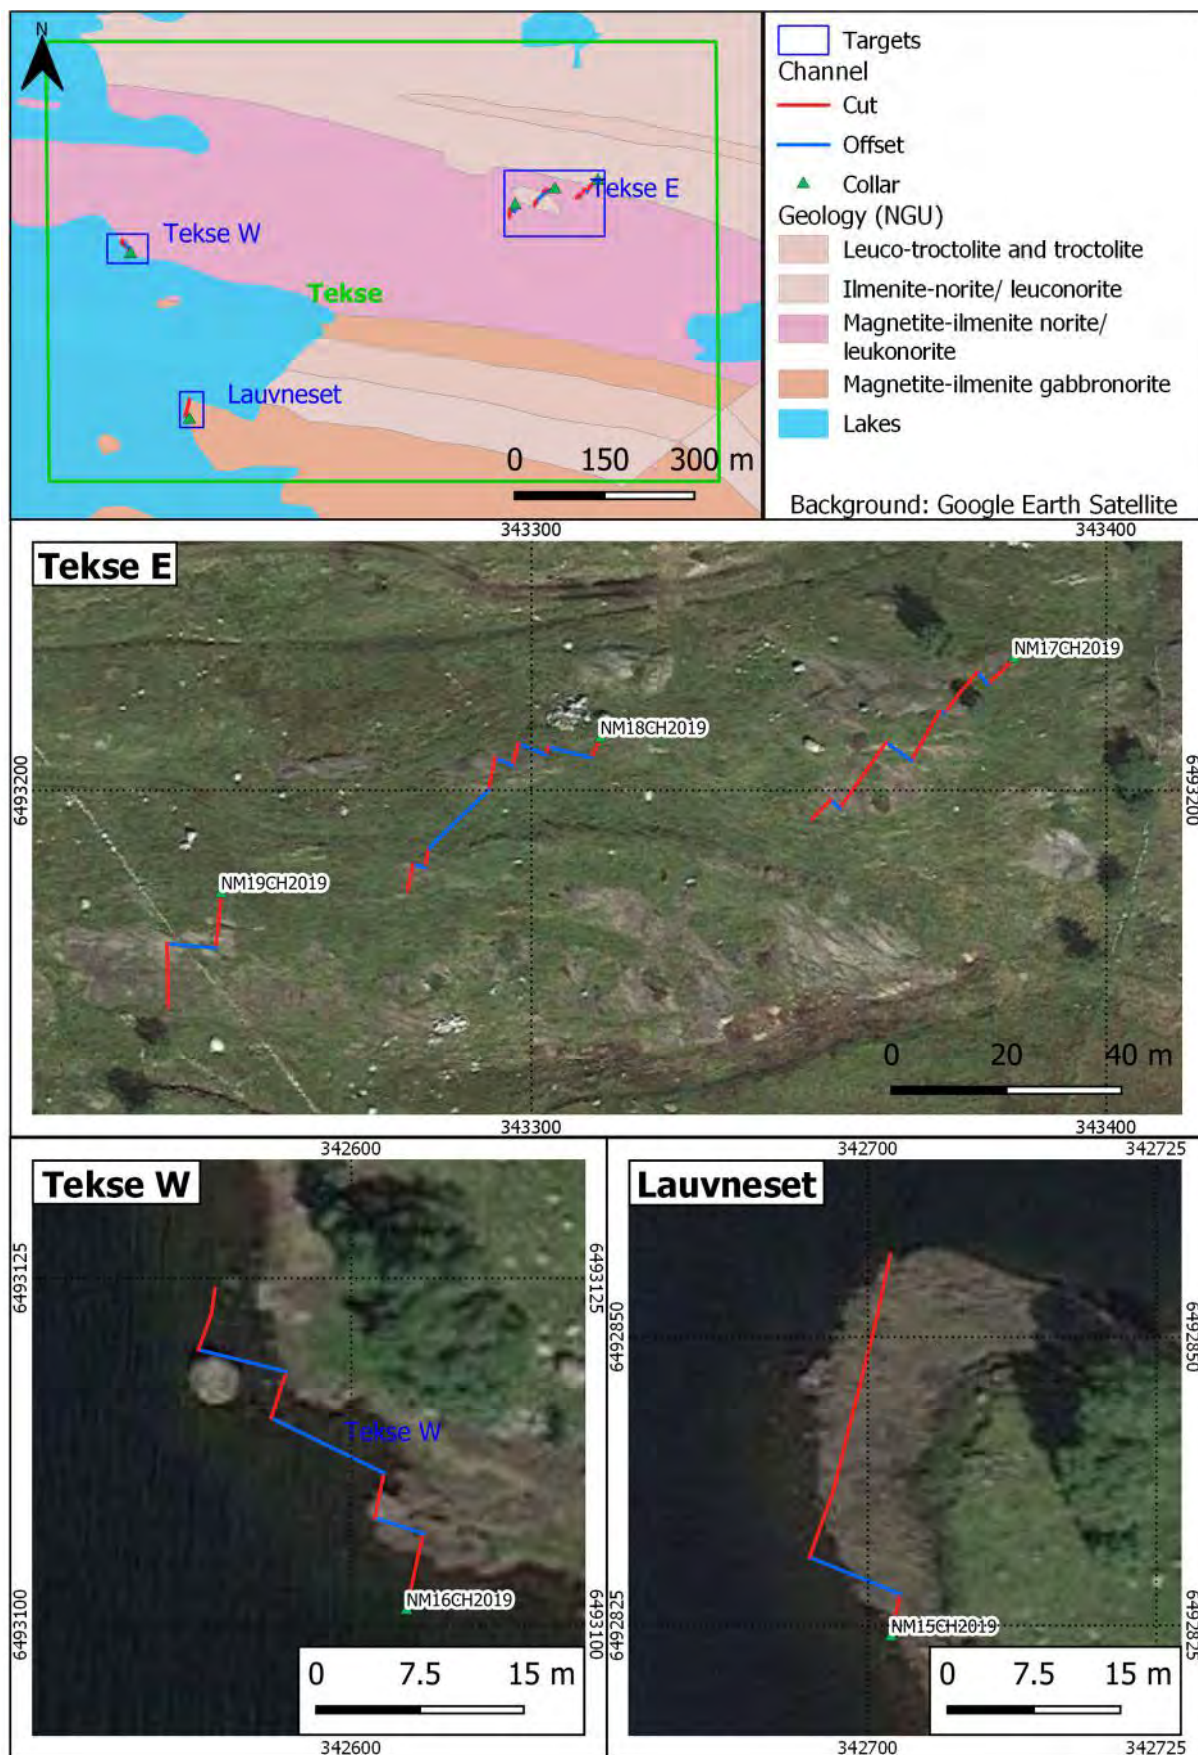 N
Tekse E
Tekse W
Tekse
Lauvneset
0 150 300 m
Targets
Channel
Cut
Offset
Collar
Geology (NGU)
Leuco-troctolite and troctolite
Ilmenite-norite/ leuconorite
Magnetite-ilmenite norite/
leukonorite
Magnetite-ilmenite gabbronorite
Lakes
Background: Google Earth Satellite
343300 343400
Tekse E
NM17CH2019
NM18CH2019
6493200 6493200
NM19CH2019
0 20 40 m
343300 343400
342600
Tekse W
6493125 6493125
Tekse W
NM16CH2019
6493100 6493100
0 7.5 15 m
342600
342700 342725
Lauvneset
6492850 6492850
NM15CH2019
6492825 6492825
0 7.5 15 m
342700 342725